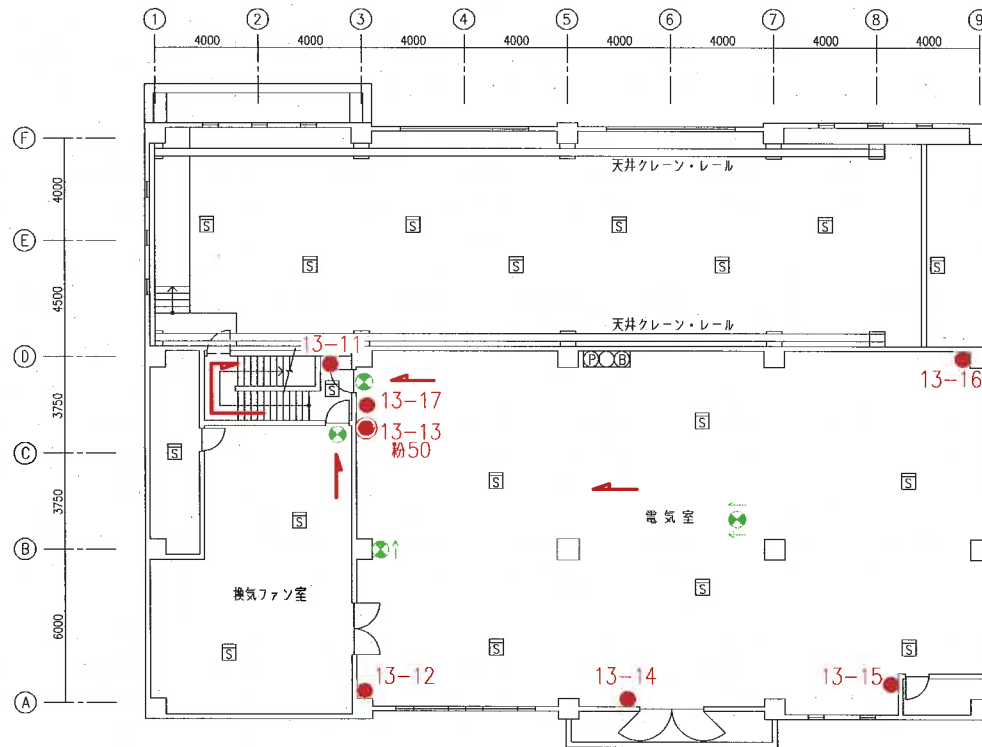 1 2 3 4 5 6 7 8 9
4000 4000 4000 4000 4000 4000 4000 4000
F
天井クレーン・レール
4000
S S S S
E
S S S S
4500
天井クレーン・レール
D
13-11
P B
13-16
S
3750
13-17
S
13-13
粉50
C
S
S S
3750
電気室
S
B
S
換気ファン室
6000
S S S
13-12
13-14
13-15
A